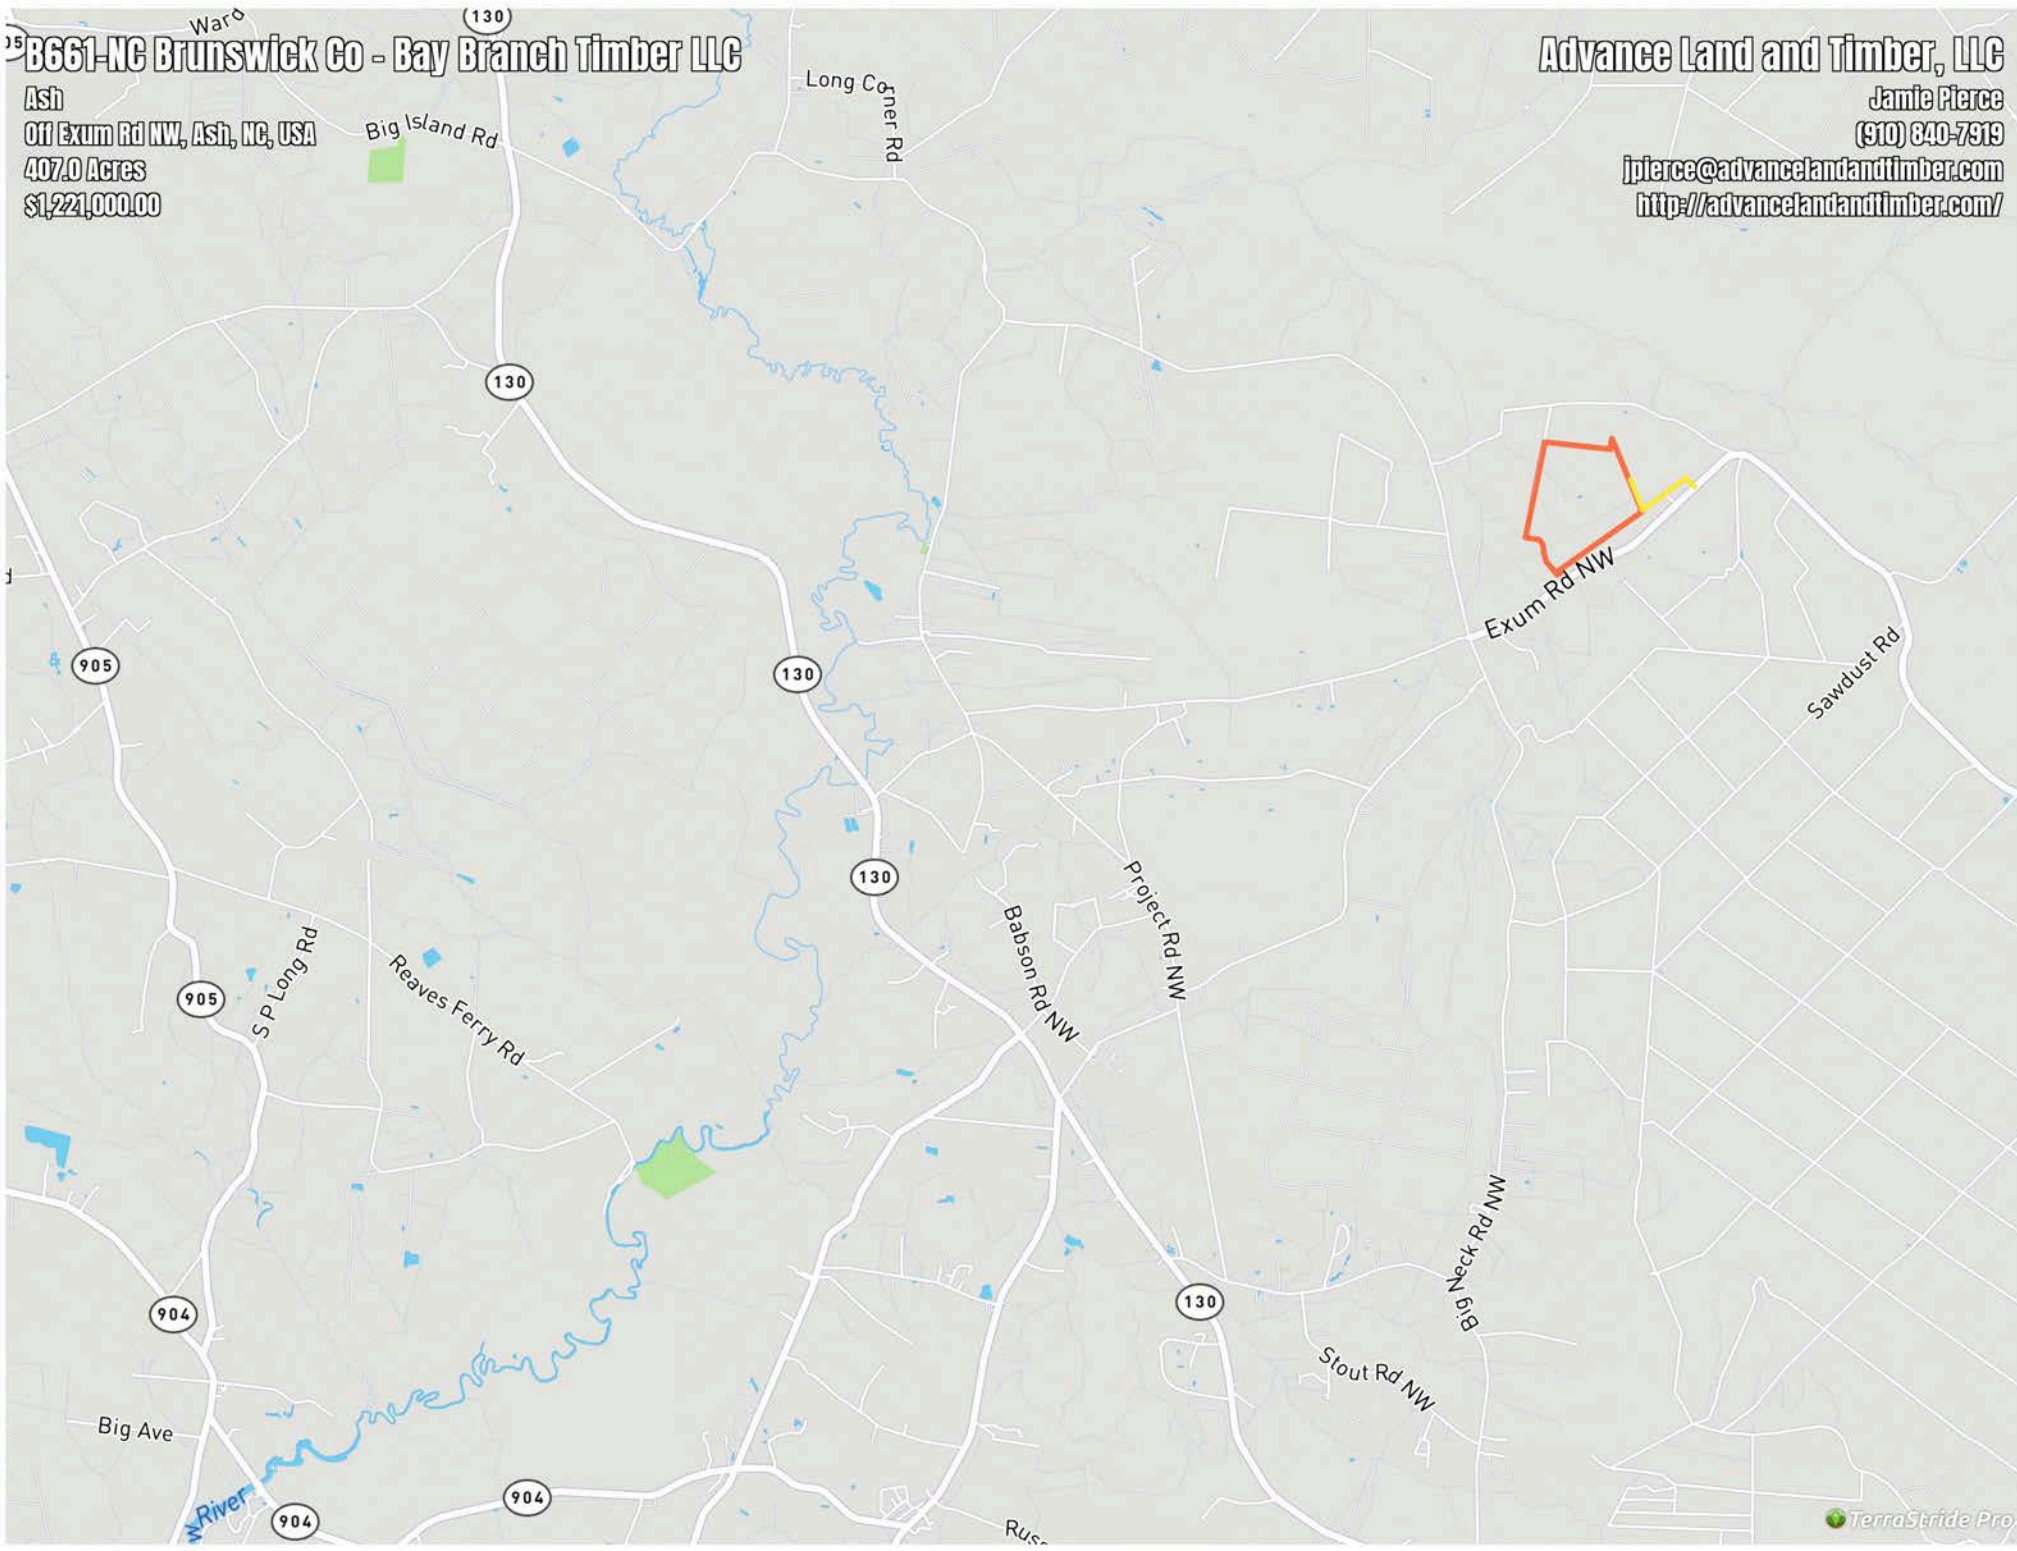 B661-NC Brunswick Co - Bay Branch Timber LLC
Ash
Off Exum Rd NW, Ash, NC, USA
407.0 Acres
$1,221,000.00
Advance Land and Timber, LLC
Jamie Pierce
(910) 840-7919
jpierce@advancelandandtimber.com
http://advancelandandtimber.com/
Ward
130
Long Corner Rd
Big Island Rd
130
Exum Rd NW
905
130
Sawdust Rd
130
Project Rd NW
Babson Rd NW
S P Long Rd
Reaves Ferry Rd
905
Big Neck Rd NW
904
130
Stout Rd NW
Big Ave
904
River
904
TerraStride Pro